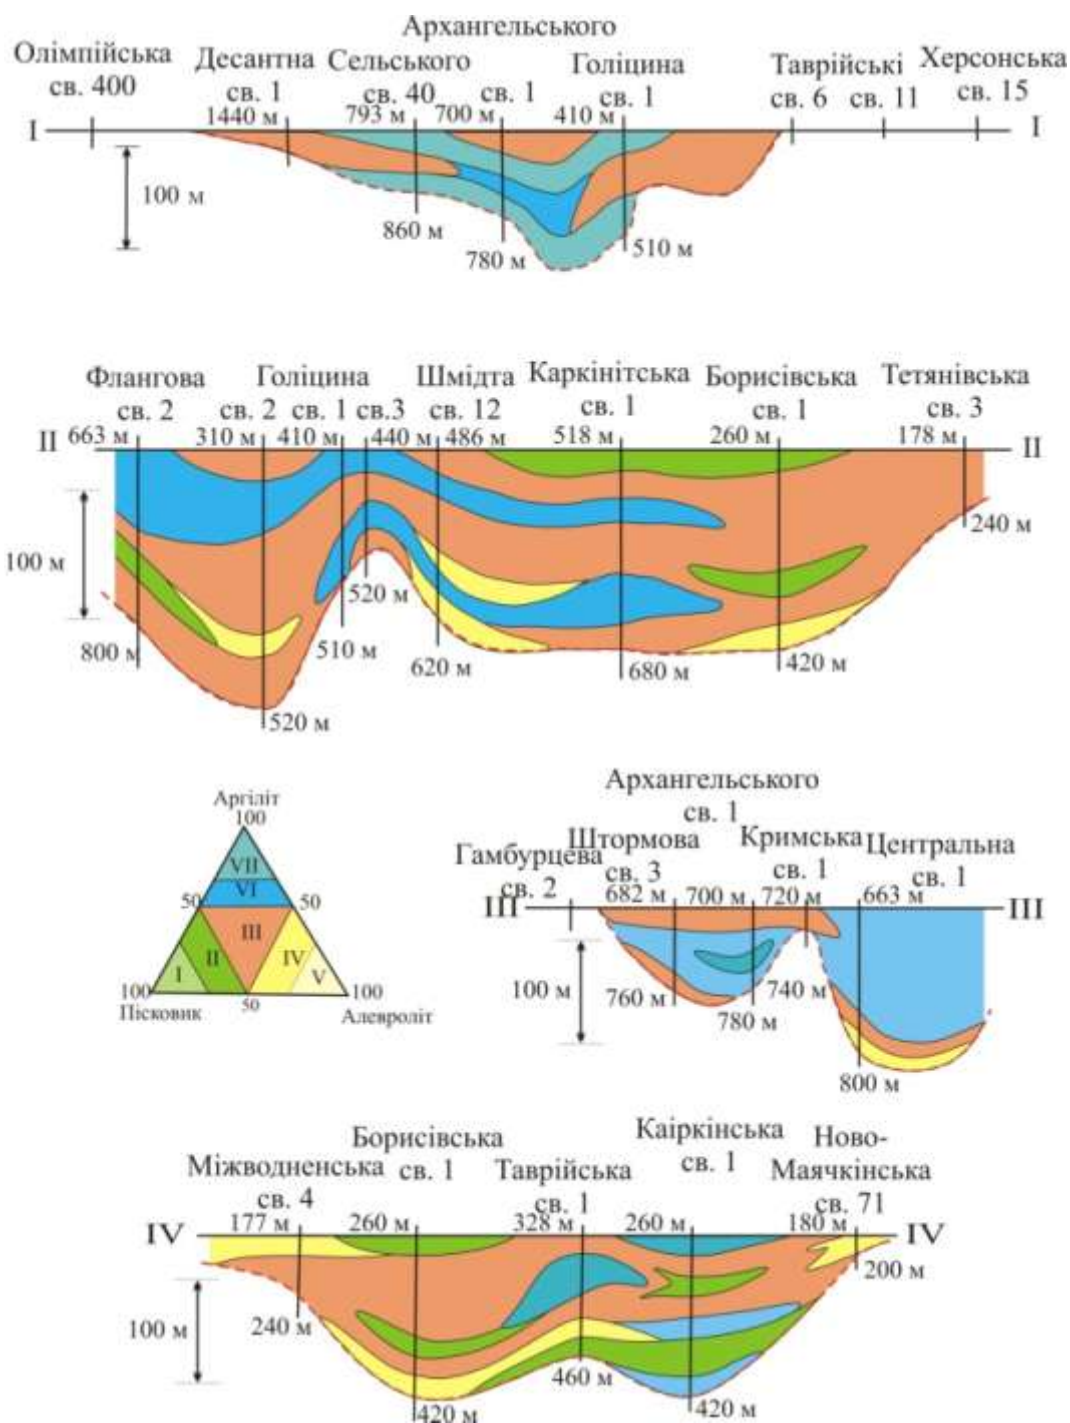 Архангельського
Олімпійська Десантна Сельського Голіцина Таврійські Херсонська
св. 400 св. 1 св. 40 св. 1 св. 1 св. 6 св. 11 св. 15
1440 м 793 м 700 м 410 м
I I
100 м
860 м
780 м
510 м
Флангова Голіцина Шмідта Каркінітська Борисівська Тетянівська
св. 2 св. 2 св. 1 св.3 св. 12 св. 1 св. 1 св. 3
663 м 310 м 410 м 440 м 486 м 518 м 260 м 178 м
II II
240 м
100 м
520 м
800 м 510 м 620 м 680 м 420 м
520 м
Аргіліт
100
VII
VI
50 50
III
II IV
I V
100 100
50
Пісковик Алевроліт
Архангельського
св. 1
Гамбурцева Штормова Кримська Центральна
св. 2 св. 3 св. 1 св. 1
682 м 700 м 720 м 663 м
III III
100 м
760 м 740 м
780 м
800 м
Міжводненська Борисівська Таврійська Каіркінська Ново-
Маячкінська
св. 4 св. 1 св. 1 св. 1 св. 71
177 м 260 м 328 м 260 м 180 м
IV IV
200 м
100 м
240 м
460 м
420 м 420 м